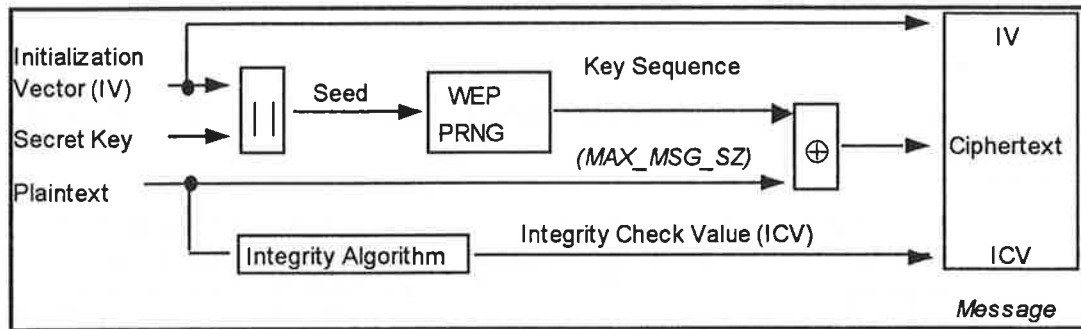 Initialization
Vector (IV)
Secret Key
Plaintext
||
Seed
WEP
PRNG
Key Sequence
(MAX_MSG_SZ)
⊕
Integrity Algorithm
Integrity Check Value (ICV)
IV
Ciphertext
ICV
Message